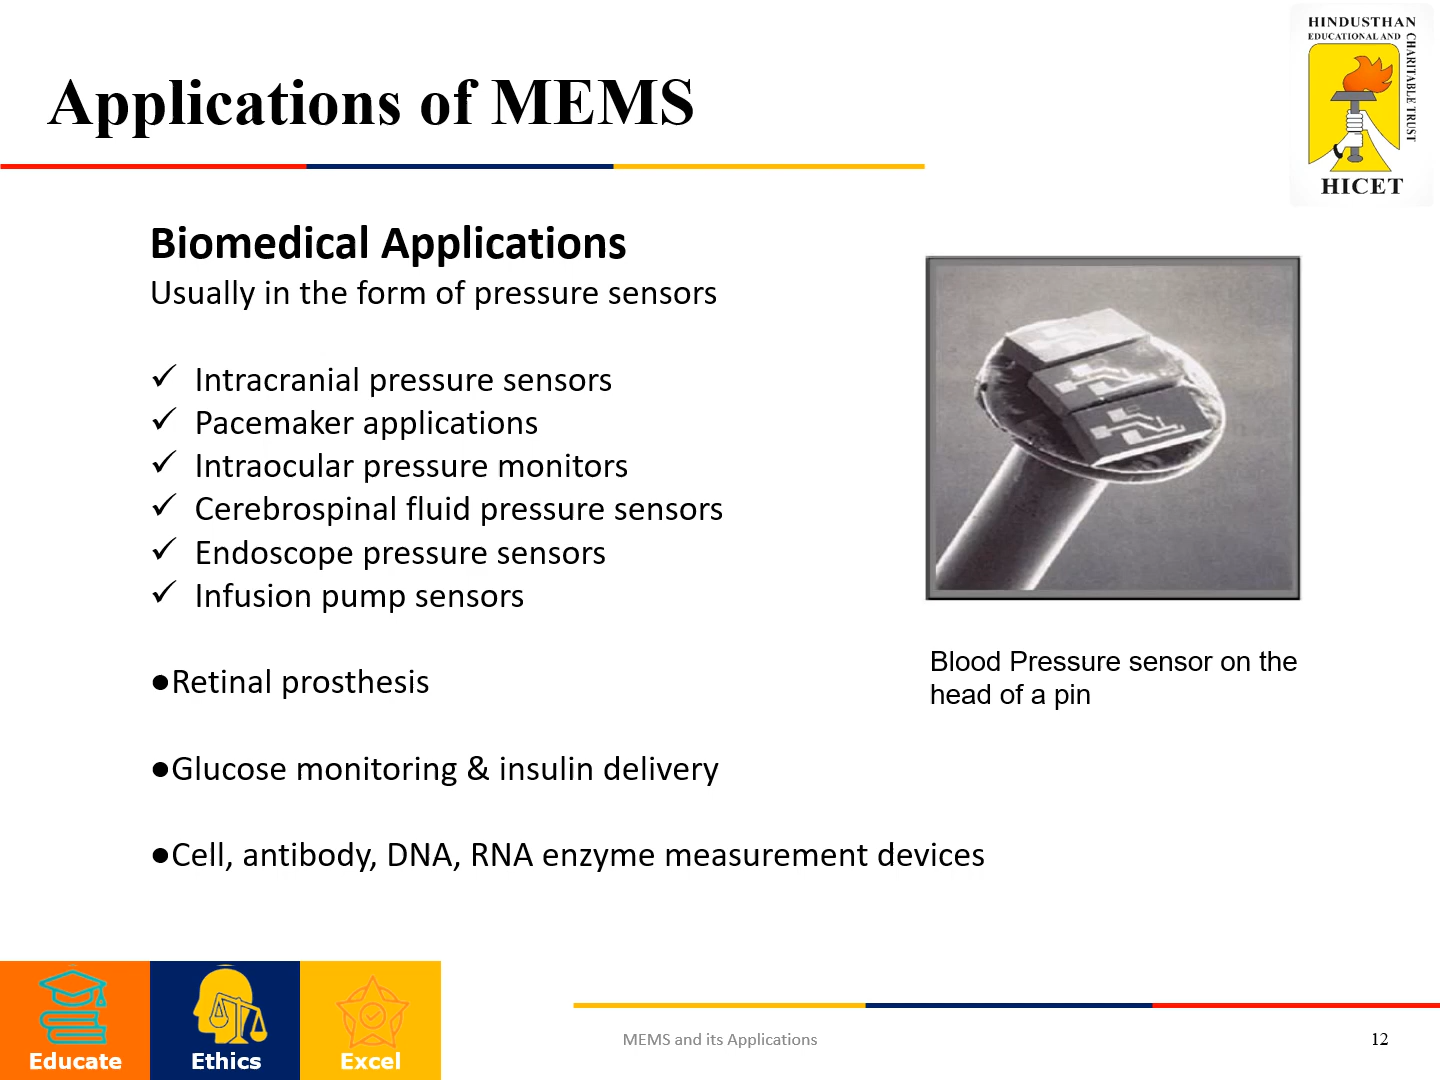 HINDUSTHAN
EDUCATIONAL AND
CHARITABLE TRUST
HICET
Applications of MEMS
Biomedical Applications
Usually in the form of pressure sensors
✓ Intracranial pressure sensors
✓ Pacemaker applications
✓ Intraocular pressure monitors
✓ Cerebrospinal fluid pressure sensors
✓ Endoscope pressure sensors
✓ Infusion pump sensors
●Retinal prosthesis
●Glucose monitoring & insulin delivery
●Cell, antibody, DNA, RNA enzyme measurement devices
Blood Pressure sensor on the
head of a pin
Educate
Ethics
Excel
MEMS and its Applications
12